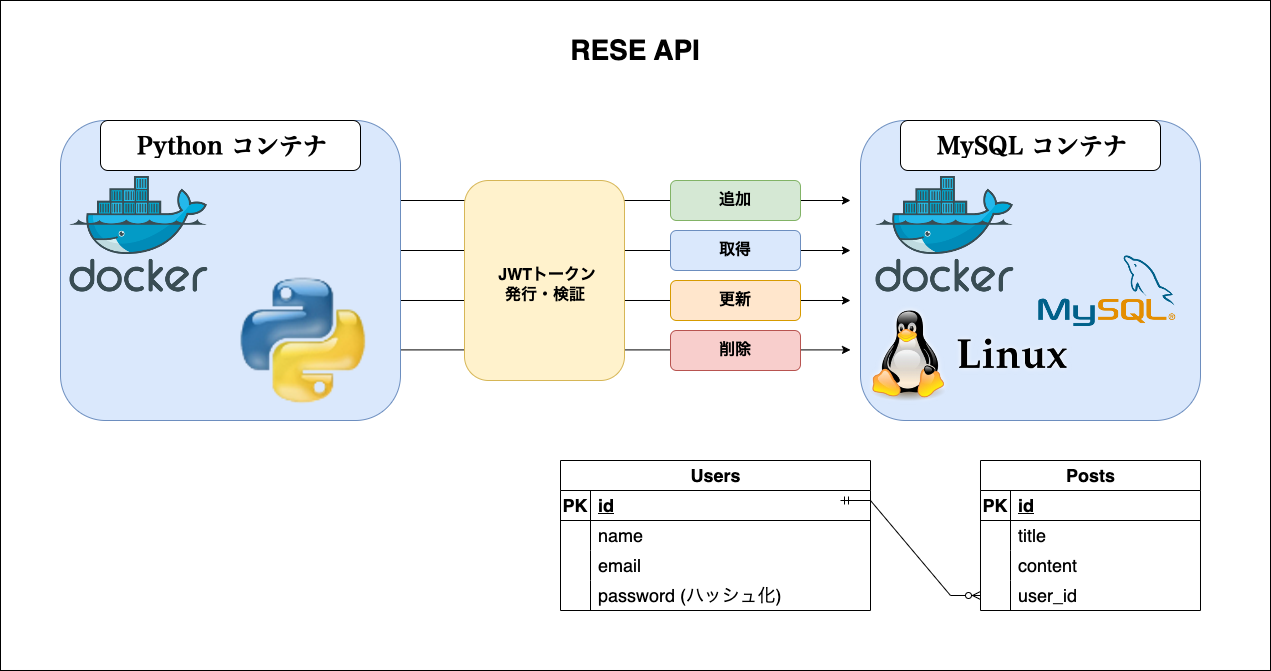 RESE API
Python コンテナ
docker
JWTトークン
発行・検証
追加
取得
更新
削除
MySQL コンテナ
docker
MySQL®
Linux
Users
PK id
name
email
password (ハッシュ化)
Posts
PK id
title
content
user_id